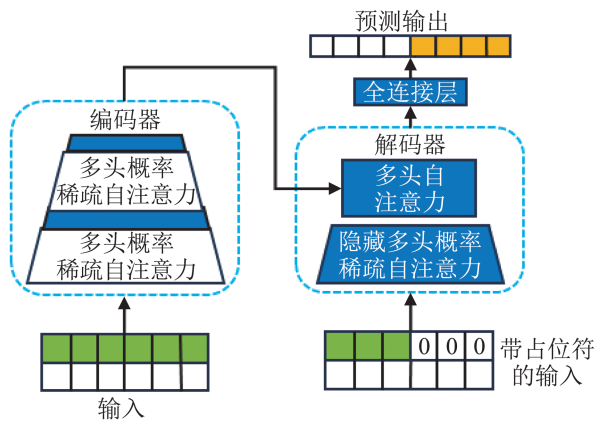 预测输出
全连接层
编码器
多头概率
稀疏自注意力
多头概率
稀疏自注意力
输入
解码器
多头自
注意力
隐藏多头概率
稀疏自注意力
0 0 0
带占位符
的输入